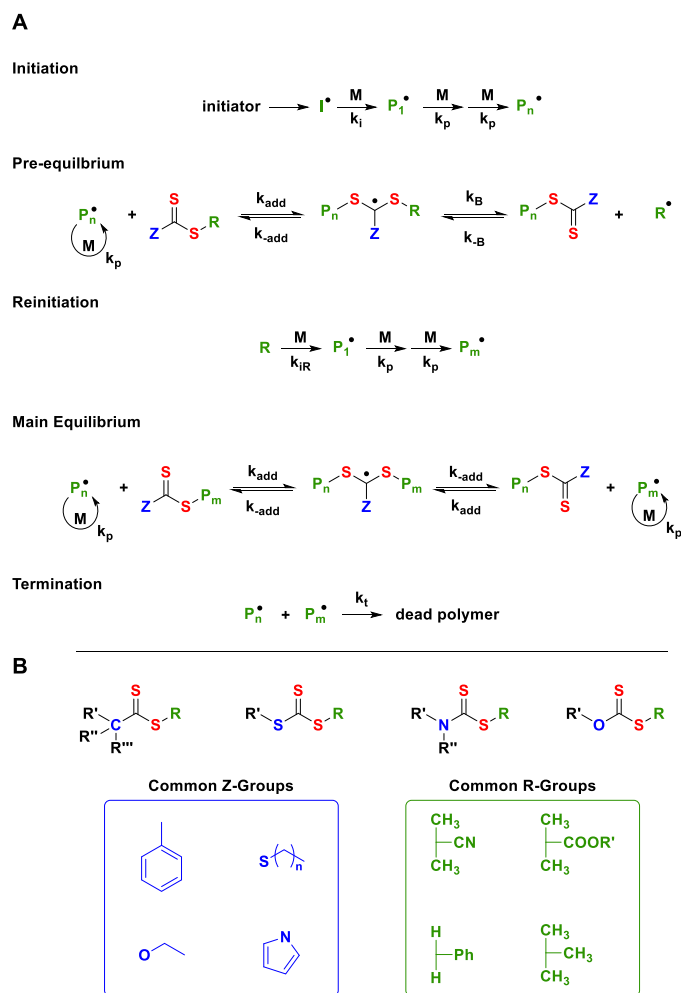 A
Initiation
initiator I• M ki P1• M kp M kp Pn•
Pre-equilbrium
Pn• M kp + S Z S R kadd k-add Pn S • S R Z kB k-B Pn S Z S + R•
Reinitiation
R M kiR P1• M kp M kp Pm•
Main Equilibrium
Pn• M kp + S Z S Pm kadd k-add Pn S • S Pm Z k-add kadd Pn S Z S + Pm• M kp
Termination
Pn• + Pm• kt dead polymer
B
R' R'' R''' C S S R
R' S S S R
R' N R'' S S R
R' O S S R
Common Z-Groups
S n
O N
Common R-Groups
CH3 CN CH3
CH3 COOR' CH3
H Ph H
CH3 CH3 CH3